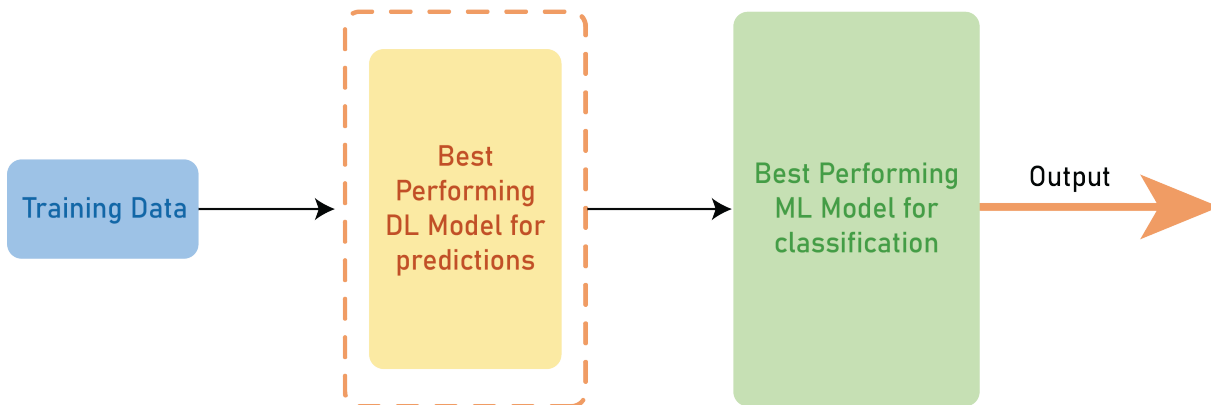 Training Data
Best
Performing
DL Model for
predictions
Best Performing
ML Model for
classification
Output